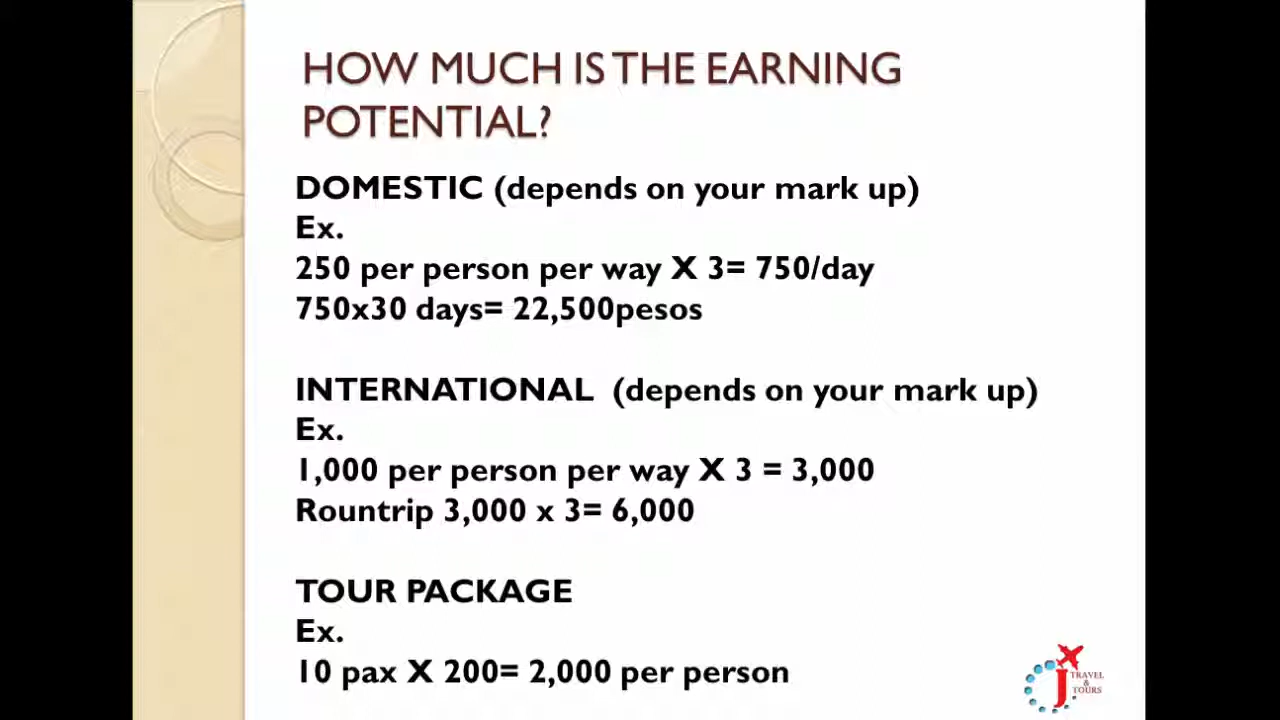 HOW MUCH IS THE EARNING
POTENTIAL?
DOMESTIC (depends on your mark up)
Ex.
250 per person per way X 3= 750/day
750x30 days= 22,500pesos
INTERNATIONAL (depends on your mark up)
Ex.
1,000 per person per way X 3 = 3,000
Rountrip 3,000 x 3= 6,000
TOUR PACKAGE
Ex.
10 pax X 200= 2,000 per person
J TRAVEL
&
TOURS